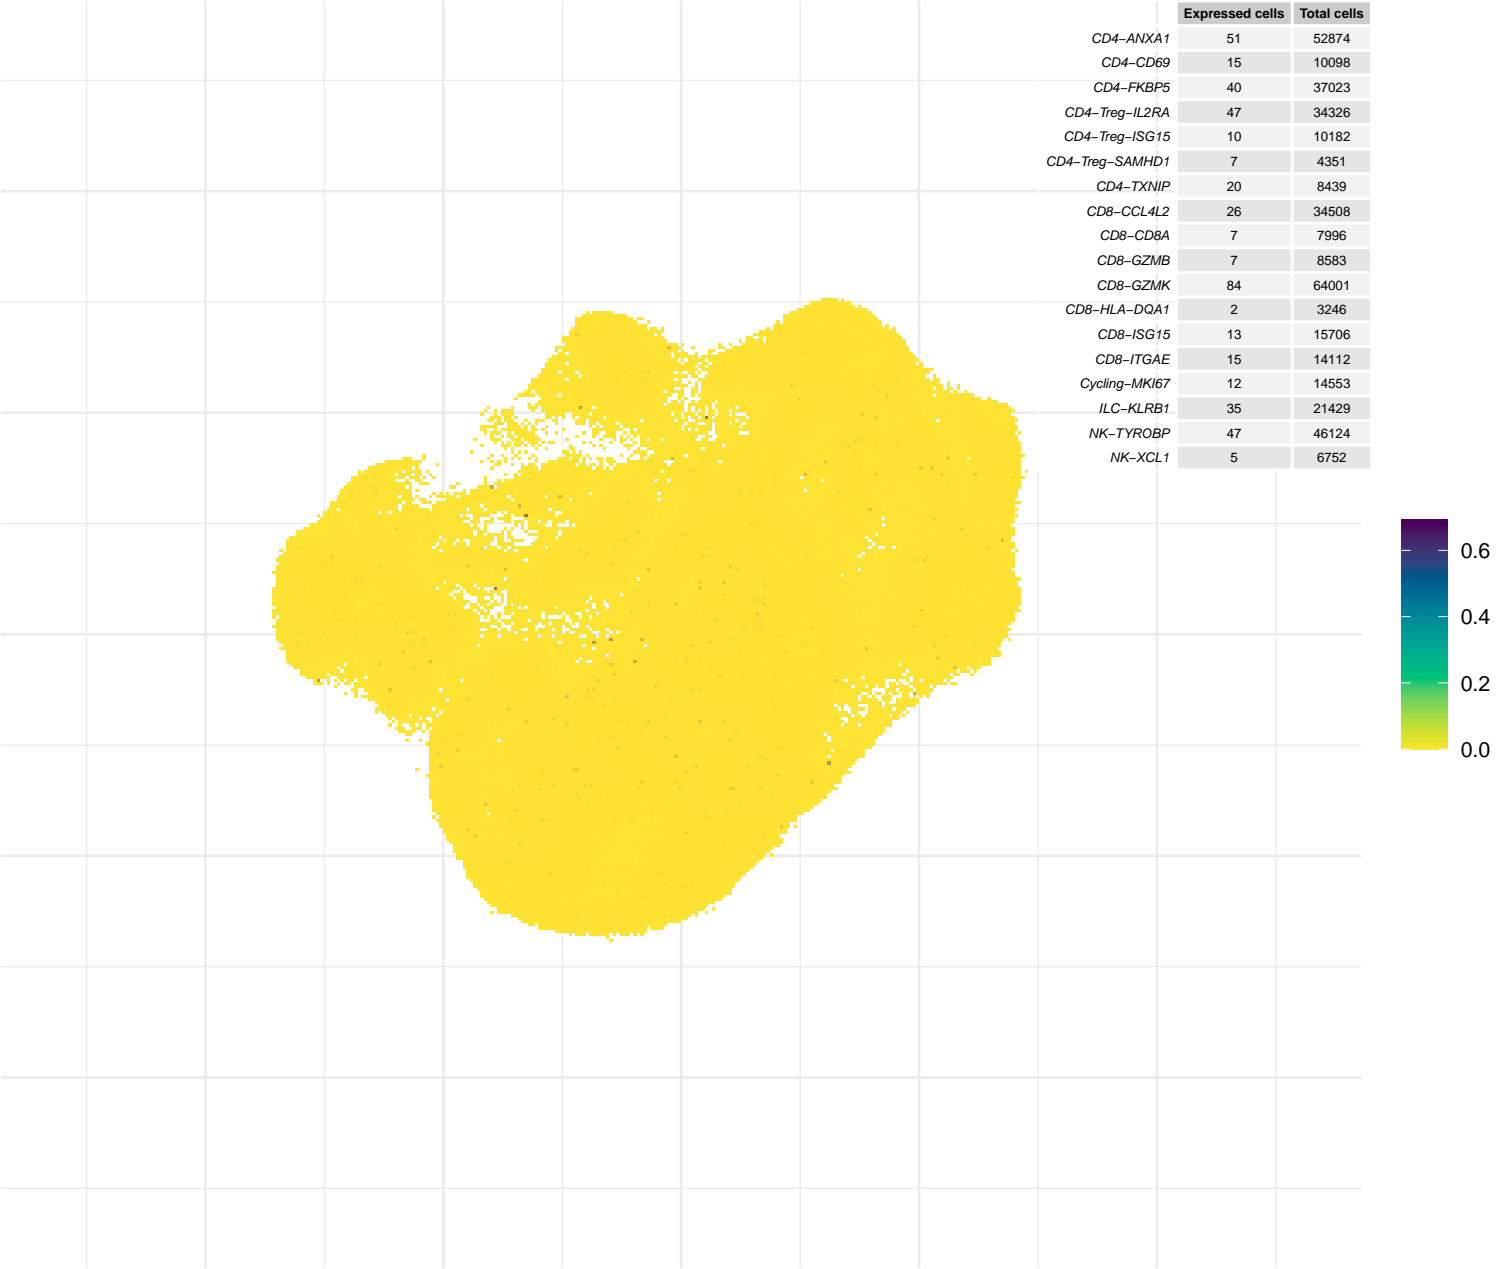 Expressed cells Total cells
CD4−ANXA1 51 52874
CD4−CD69 15 10098
CD4−FKBP5 40 37023
CD4−Treg−IL2RA 47 34326
CD4−Treg−ISG15 10 10182
CD4−Treg−SAMHD1 7 4351
CD4−TXNIP 20 8439
CD8−CCL4L2 26 34508
CD8−CD8A 7 7996
CD8−GZMB 7 8583
CD8−GZMK 84 64001
CD8−HLA−DQA1 2 3246
CD8−ISG15 13 15706
CD8−ITGAE 15 14112
Cycling−MKI67 12 14553
ILC−KLRB1 35 21429
NK−TYROBP 47 46124
NK−XCL1 5 6752
0.6
0.4
0.2
0.0